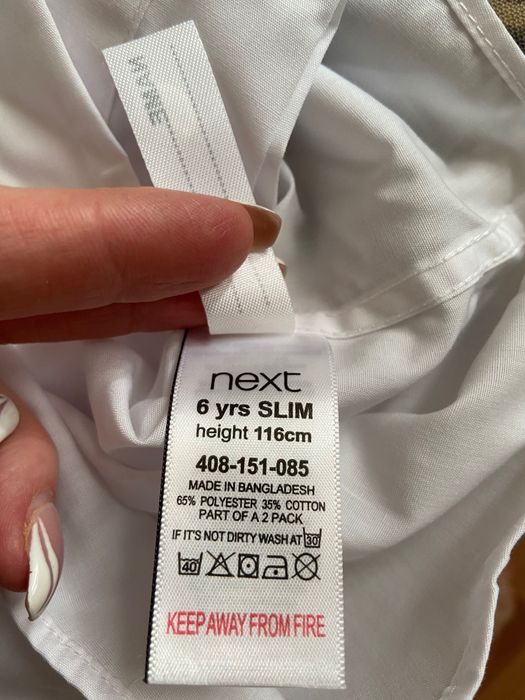 NAME
next
6 yrs SLIM
height 116cm
408-151-085
MADE IN BANGLADESH
65% POLYESTER 35% COTTON
PART OF A 2 PACK
IF IT'S NOT DIRTY WASH AT 30
40
KEEP AWAY FROM FIRE